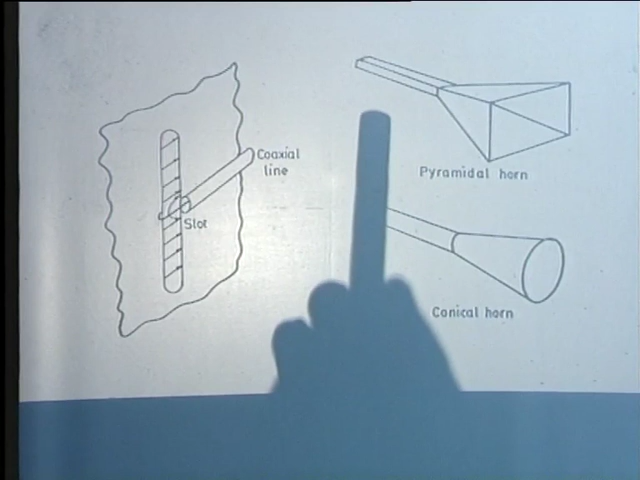 Coaxial
line
Slot
Pyramidal horn
Conical horn